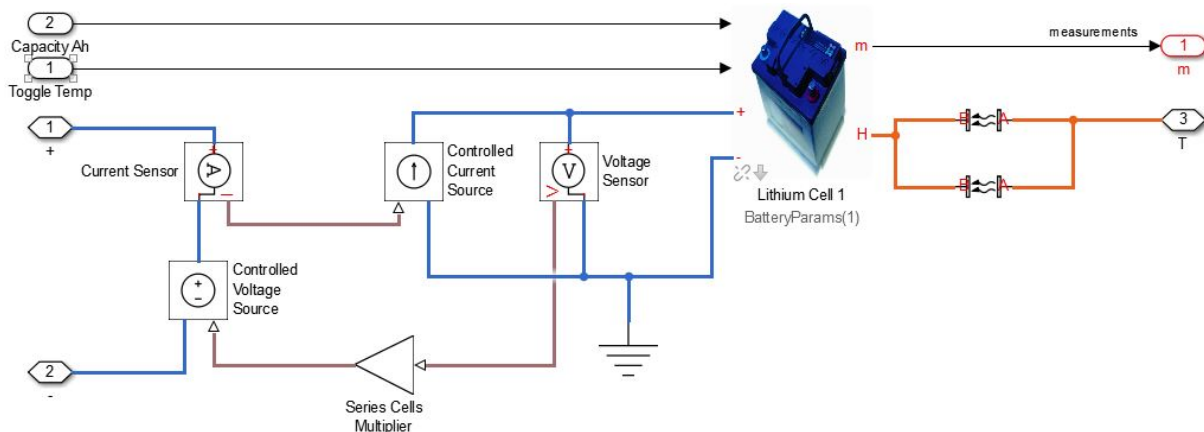 2
Capacity Ah
1
Toggle Temp
1
+
Current Sensor
+
A
I
Controlled
Current
Source
+
V
V
Voltage
Sensor
+
-
m
H
Lithium Cell 1
BatteryParams(1)
measurements
1
m
B
A
B
A
3
T
+
-
Controlled
Voltage
Source
2
-
Series Cells
Multiplier